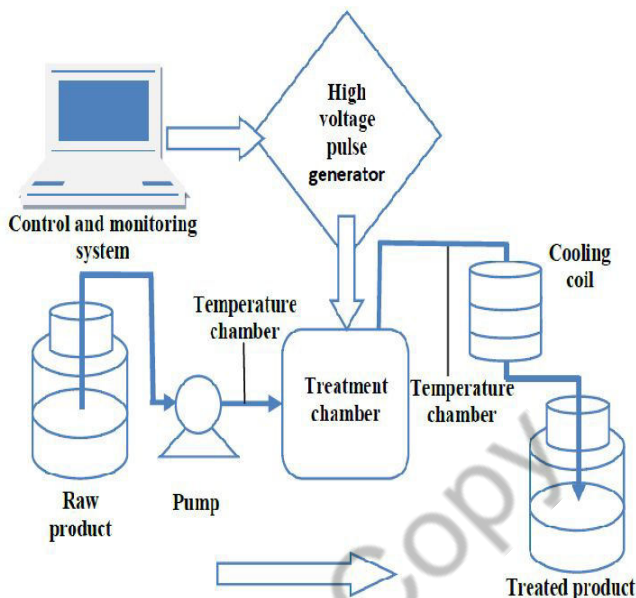 High
voltage
pulse
generator
Control and monitoring
system
Cooling
coil
Temperature
chamber
Treatment
chamber
Temperature
chamber
Raw
product
Pump
Treated product
Copy